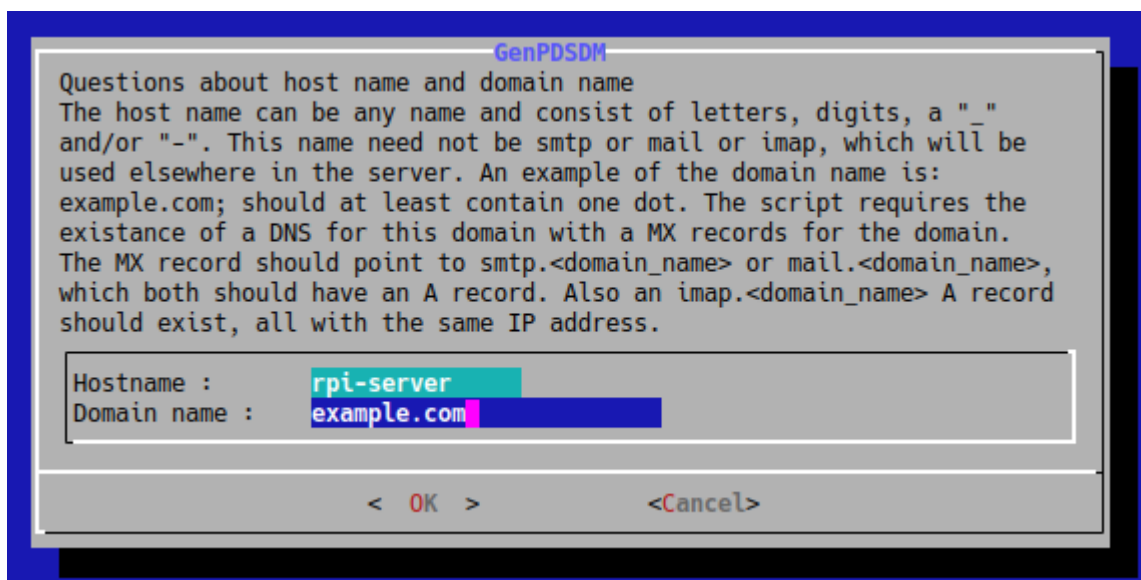 GenPDSDM
Questions about host name and domain name
The host name can be any name and consist of letters, digits, a "_"
and/or "-". This name need not be smtp or mail or imap, which will be
used elsewhere in the server. An example of the domain name is:
example.com; should at least contain one dot. The script requires the
existance of a DNS for this domain with a MX records for the domain.
The MX record should point to smtp.<domain_name> or mail.<domain_name>,
which both should have an A record. Also an imap.<domain_name> A record
should exist, all with the same IP address.
Hostname : rpi-server
Domain name : example.com
< OK > <Cancel>